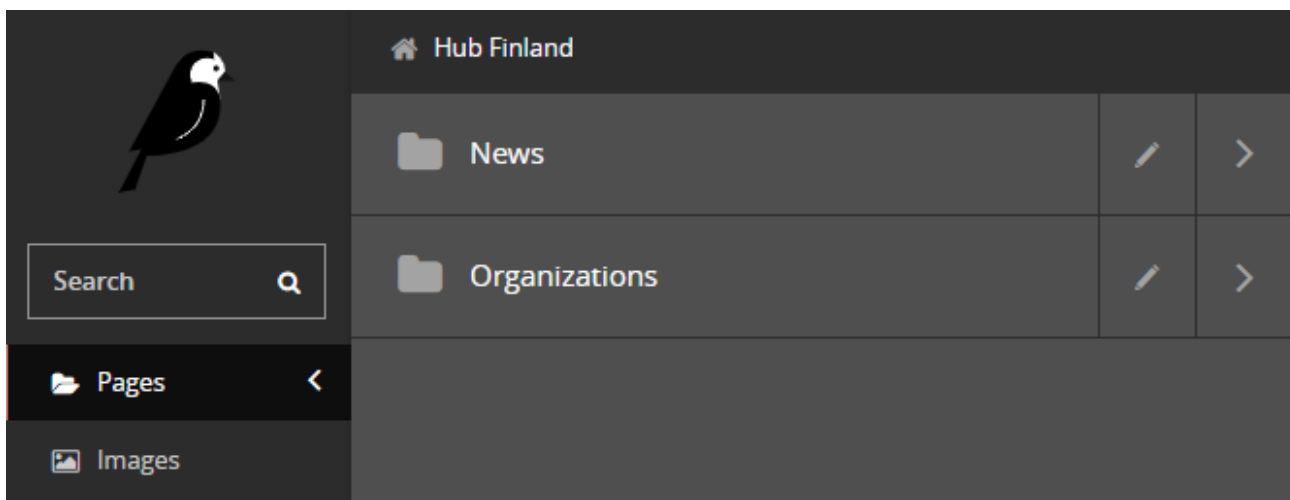 Hub Finland
News
Organizations
Search
Pages
Images